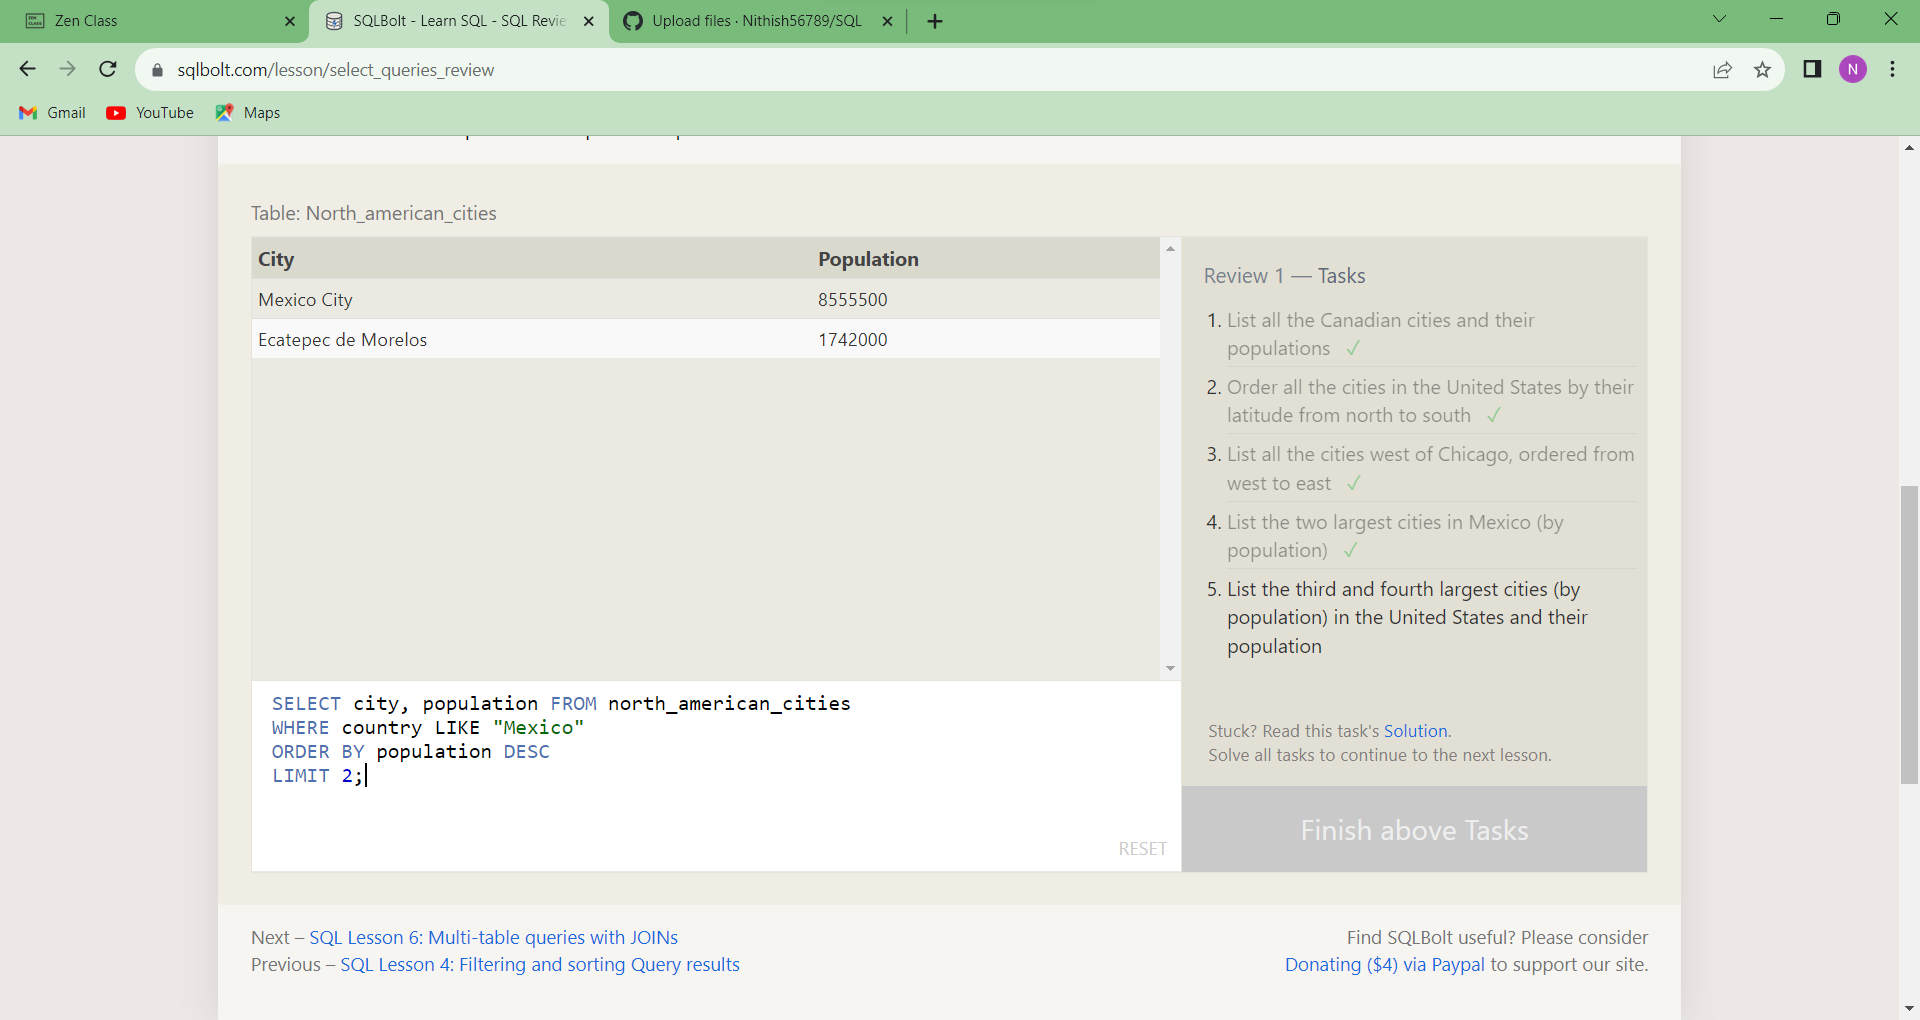 Zen Class
SQLBolt - Learn SQL - SQL Revie
Upload files · Nithish56789/SQL
sqlbolt.com/lesson/select_queries_review
N
Gmail
YouTube
Maps
Table: North_american_cities
City Population
Mexico City 8555500
Ecatepec de Morelos 1742000
SELECT city, population FROM north_american_cities
WHERE country LIKE "Mexico"
ORDER BY population DESC
LIMIT 2;
RESET
Review 1 — Tasks
1. List all the Canadian cities and their
populations ✓
2. Order all the cities in the United States by their
latitude from north to south ✓
3. List all the cities west of Chicago, ordered from
west to east ✓
4. List the two largest cities in Mexico (by
population) ✓
5. List the third and fourth largest cities (by
population) in the United States and their
population
Stuck? Read this task's Solution.
Solve all tasks to continue to the next lesson.
Finish above Tasks
Next – SQL Lesson 6: Multi-table queries with JOINs
Previous – SQL Lesson 4: Filtering and sorting Query results
Find SQLBolt useful? Please consider
Donating ($4) via Paypal to support our site.